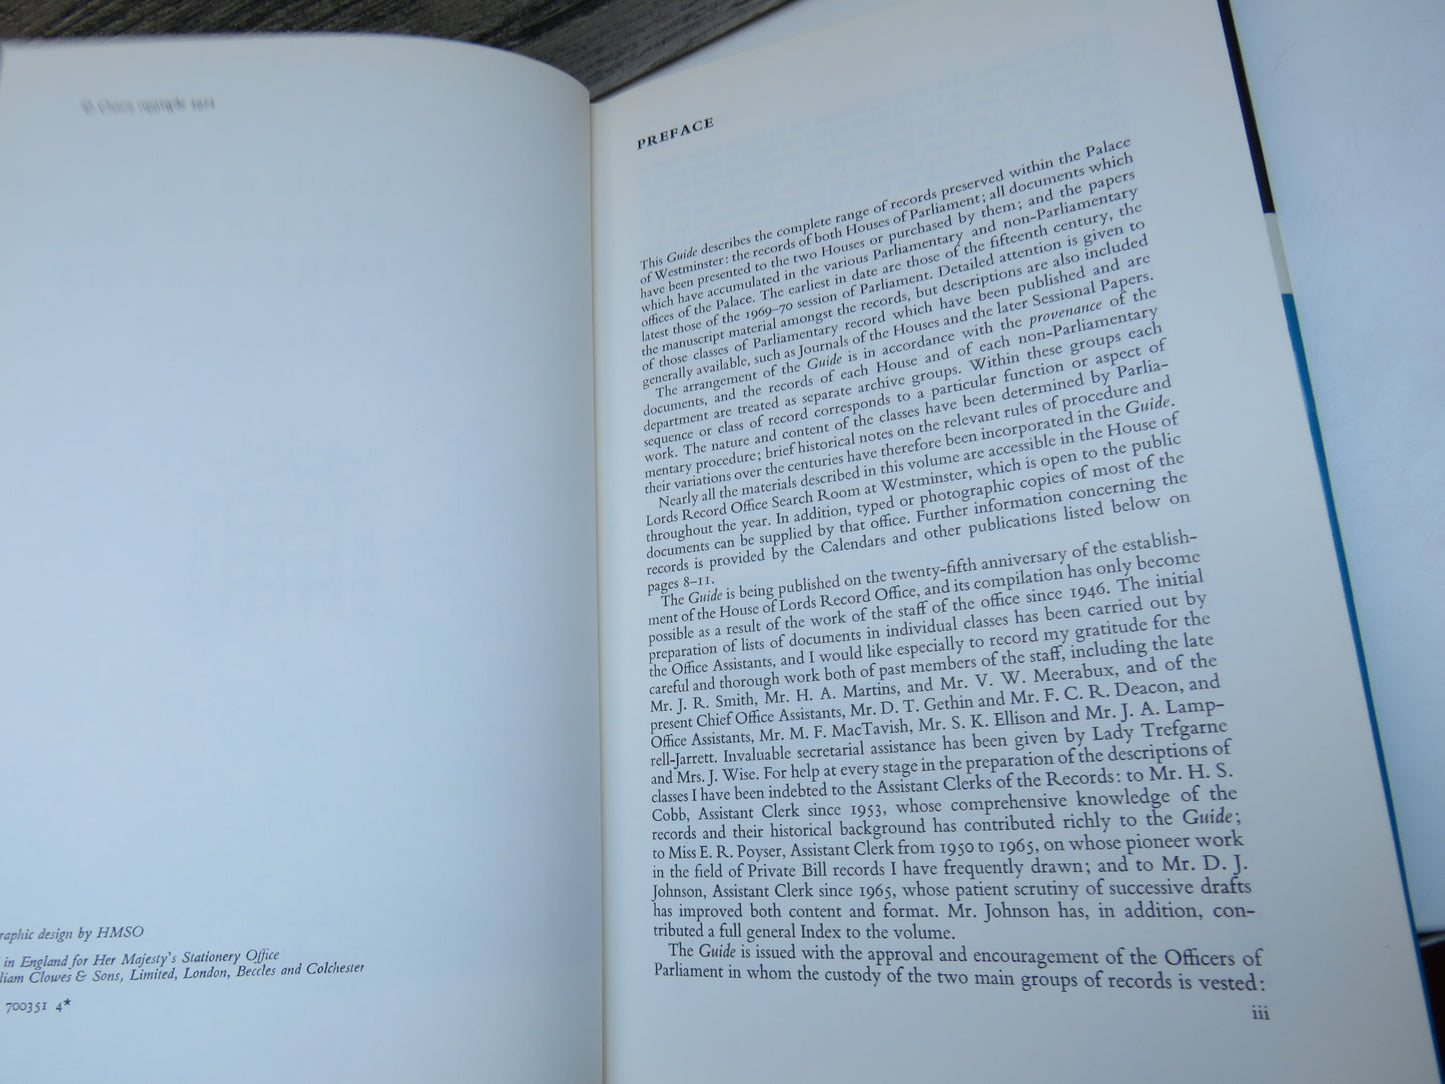 © Crown copyright 1971
raphic design by HMSO
in England for Her Majesty's Stationery Office
liam Clowes & Sons, Limited, London, Beccles and Colchester
700351 4*
PREFACE
This Guide describes the complete range of records preserved within the Palace
of Westminster: the records of both Houses of Parliament; all documents which
have been presented to the two Houses or purchased by them; and the papers
which have accumulated in the various Parliamentary and non-Parliamentary
offices of the Palace. The earliest in date are those of the fifteenth century, the
latest those of the 1969–70 session of Parliament. Detailed attention is given to
the manuscript material amongst the records, but descriptions are also included
of those classes of Parliamentary record which have been published and are
generally available, such as Journals of the Houses and the later Sessional Papers.
The arrangement of the Guide is in accordance with the provenance of the
documents, and the records of each House and of each non-Parliamentary
department are treated as separate archive groups. Within these groups each
sequence or class of record corresponds to a particular function or aspect of
work. The nature and content of the classes have been determined by Parlia-
mentary procedure; brief historical notes on the relevant rules of procedure and
their variations over the centuries have therefore been incorporated in the Guide.
Nearly all the materials described in this volume are accessible in the House of
Lords Record Office Search Room at Westminster, which is open to the public
throughout the year. In addition, typed or photographic copies of most of the
documents can be supplied by that office. Further information concerning the
records is provided by the Calendars and other publications listed below on
pages 8–11.
The Guide is being published on the twenty-fifth anniversary of the establish-
ment of the House of Lords Record Office, and its compilation has only become
possible as a result of the work of the staff of the office since 1946. The initial
preparation of lists of documents in individual classes has been carried out by
the Office Assistants, and I would like especially to record my gratitude for the
careful and thorough work both of past members of the staff, including the late
Mr. J. R. Smith, Mr. H. A. Martins, and Mr. V. W. Meerabux, and of the
present Chief Office Assistants, Mr. D. T. Gethin and Mr. F. C. R. Deacon, and
Office Assistants, Mr. M. F. MacTavish, Mr. S. K. Ellison and Mr. J. A. Lamp-
rell-Jarrett. Invaluable secretarial assistance has been given by Lady Trefgarne
and Mrs. J. Wise. For help at every stage in the preparation of the descriptions of
classes I have been indebted to the Assistant Clerks of the Records: to Mr. H. S.
Cobb, Assistant Clerk since 1953, whose comprehensive knowledge of the
records and their historical background has contributed richly to the Guide;
to Miss E. R. Poyser, Assistant Clerk from 1950 to 1965, on whose pioneer work
in the field of Private Bill records I have frequently drawn; and to Mr. D. J.
Johnson, Assistant Clerk since 1965, whose patient scrutiny of successive drafts
has improved both content and format. Mr. Johnson has, in addition, con-
tributed a full general Index to the volume.
The Guide is issued with the approval and encouragement of the Officers of
Parliament in whom the custody of the two main groups of records is vested:
iii